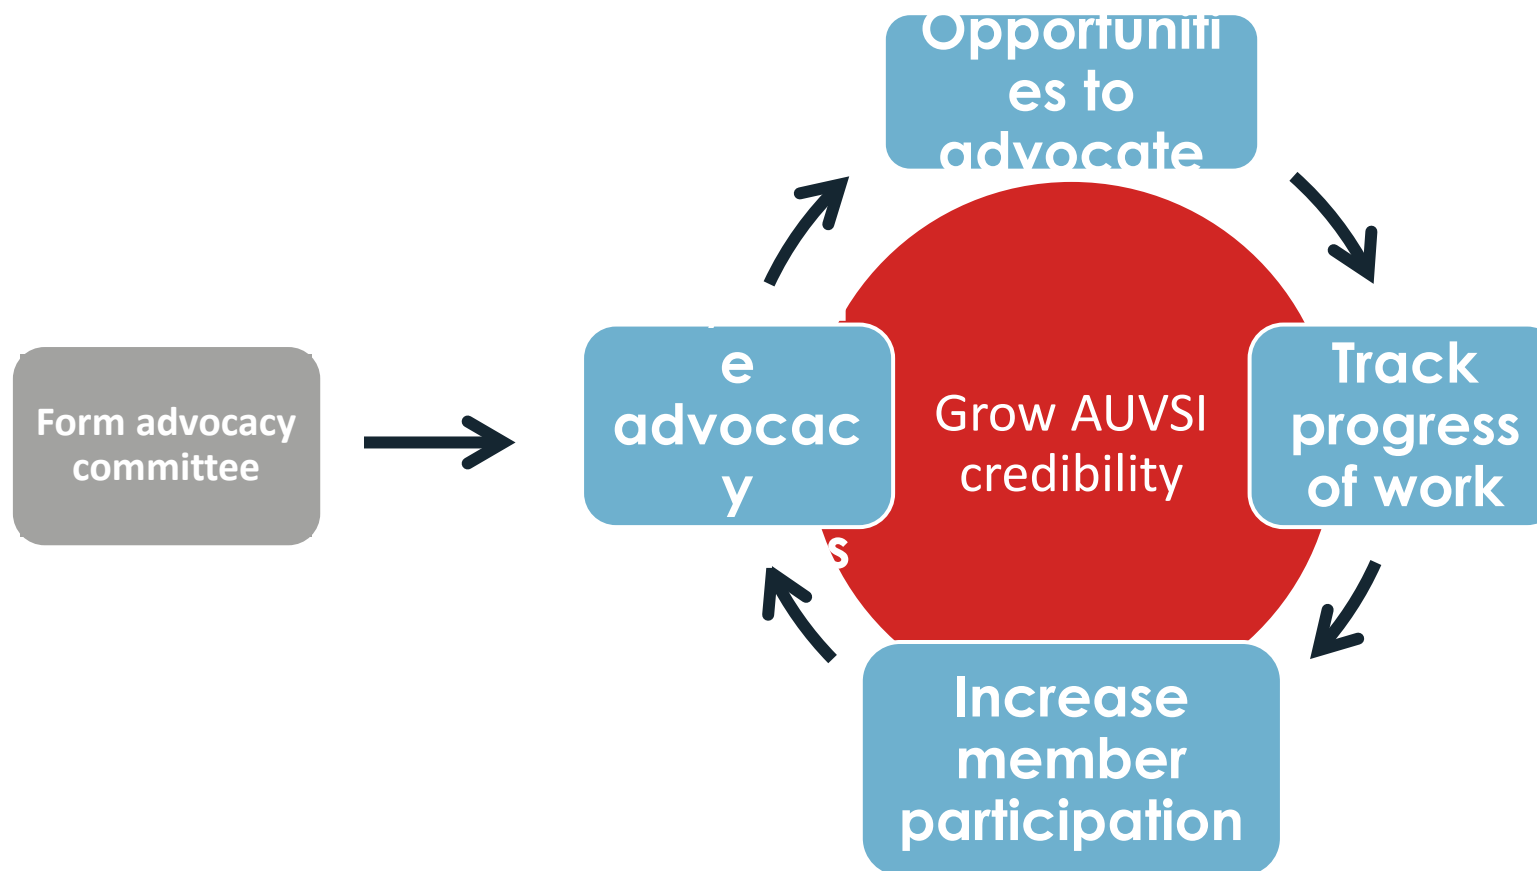 Opportuniti
es to
advocate
Form advocacy
committee
e
advocac
y
s
Grow AUVSI
credibility
Track
progress
of work
Increase
member
participation